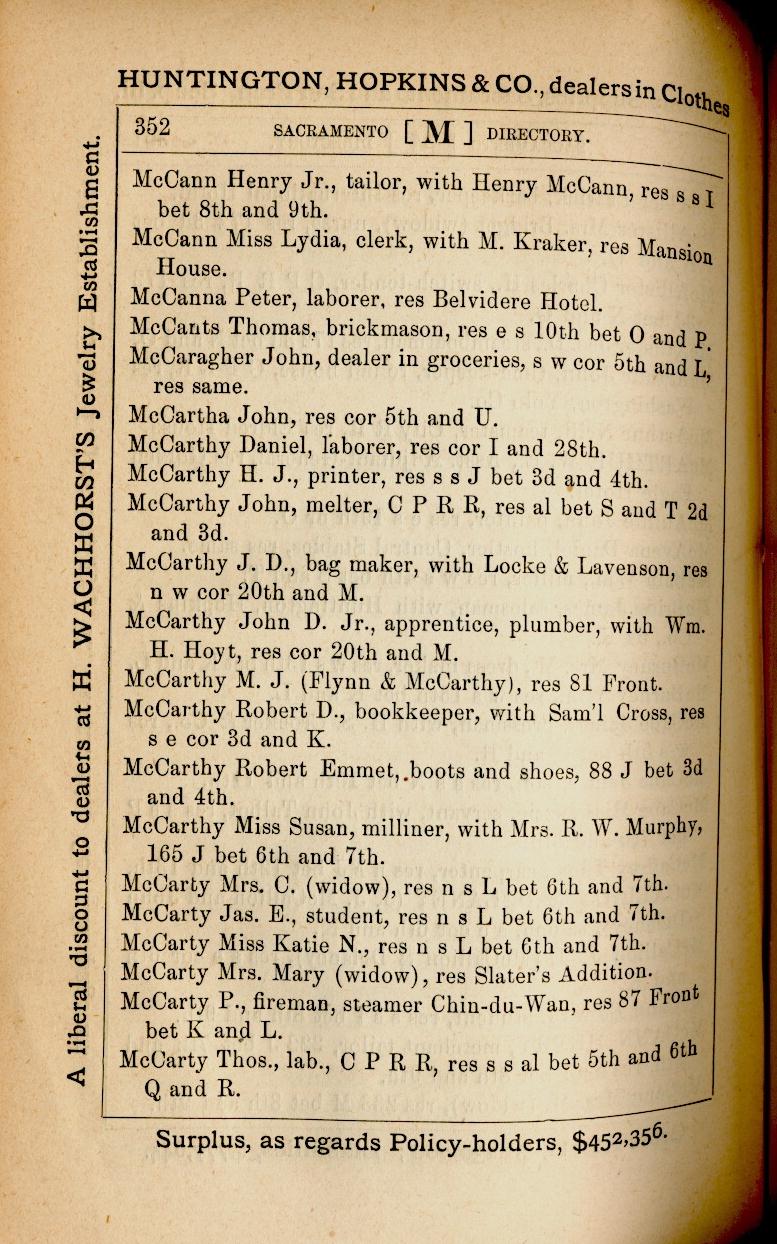 HUNTINGTON, HOPKINS & CO., dealers in Clothes
352 SACRAMENTO [ M ] DIRECTORY.
McCann Henry Jr., tailor, with Henry McCann, res s s I
bet 8th and 9th.
McCann Miss Lydia, clerk, with M. Kraker, res Mansion
House.
McCanna Peter, laborer, res Belvidere Hotel.
McCants Thomas, brickmason, res e s 10th bet O and P.
McCaragher John, dealer in groceries, s w cor 5th and L,
res same.
McCartha John, res cor 5th and U.
McCarthy Daniel, laborer, res cor I and 28th.
McCarthy H. J., printer, res s s J bet 3d and 4th.
McCarthy John, melter, C P R R, res al bet S and T 2d
and 3d.
McCarthy J. D., bag maker, with Locke & Lavenson, res
n w cor 20th and M.
McCarthy John D. Jr., apprentice, plumber, with Wm.
H. Hoyt, res cor 20th and M.
McCarthy M. J. (Flynn & McCarthy), res 81 Front.
McCarthy Robert D., bookkeeper, with Sam'l Cross, res
s e cor 3d and K.
McCarthy Robert Emmet, boots and shoes, 88 J bet 3d
and 4th.
McCarthy Miss Susan, milliner, with Mrs. R. W. Murphy,
165 J bet 6th and 7th.
McCarty Mrs. C. (widow), res n s L bet 6th and 7th.
McCarty Jas. E., student, res n s L bet 6th and 7th.
McCarty Miss Katie N., res n s L bet 6th and 7th.
McCarty Mrs. Mary (widow), res Slater's Addition.
McCarty P., fireman, steamer Chin-du-Wan, res 87 Front
bet K and L.
McCarty Thos., lab., C P R R, res s s al bet 5th and 6th
Q and R.
Surplus, as regards Policy-holders, $452,356.
A liberal discount to dealers at H. WACHHORST'S Jewelry Establishment.